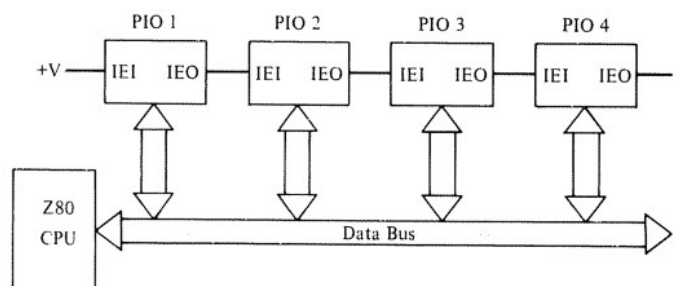 PIO 1 PIO 2 PIO 3 PIO 4
+V IEI IEO IEI IEO IEI IEO IEI IEO
Z80
CPU
Data Bus